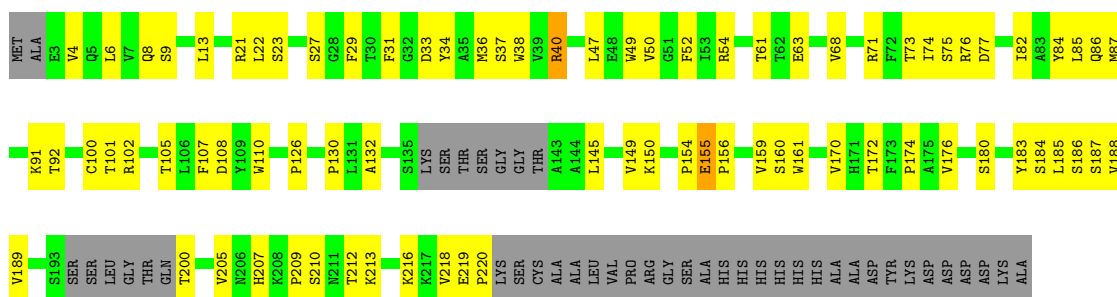 MET ALA E3 V4 Q5 L6 V7 Q8 S9 L13 R21 L22 S23 S27 G28 F29 T30 F31 G32 D33 Y34 A35 M36 S37 W38 V39 R40 L47 E48 W49 V50 G51 F52 I53 R54 T61 T62 E63 V68 R71 F72 T73 I74 S75 R76 D77 I82 A83 Y84 L85 Q86 M87
K91 T92 C100 T101 R102 T105 L106 F107 D108 Y109 W110 P126 P130 L131 A132 S135 LYS SER THR SER GLY GLY THR A143 A144 L145 V149 K150 P154 E155 P156 V159 S160 W161 V170 H171 T172 F173 P174 A175 V176 S180 Y183 S184 L185 S186 S187 V188
V189 S193 SER SER LEU GLY THR GLN T200 V205 N206 H207 K208 P209 S210 N211 T212 K213 K216 K217 V218 E219 P220 LYS SER CYS ALA ALA LEU VAL PRO ARG GLY SER ALA HIS HIS HIS HIS HIS HIS ALA ALA ASP TYR LYS ASP ASP ASP ASP LYS ALA